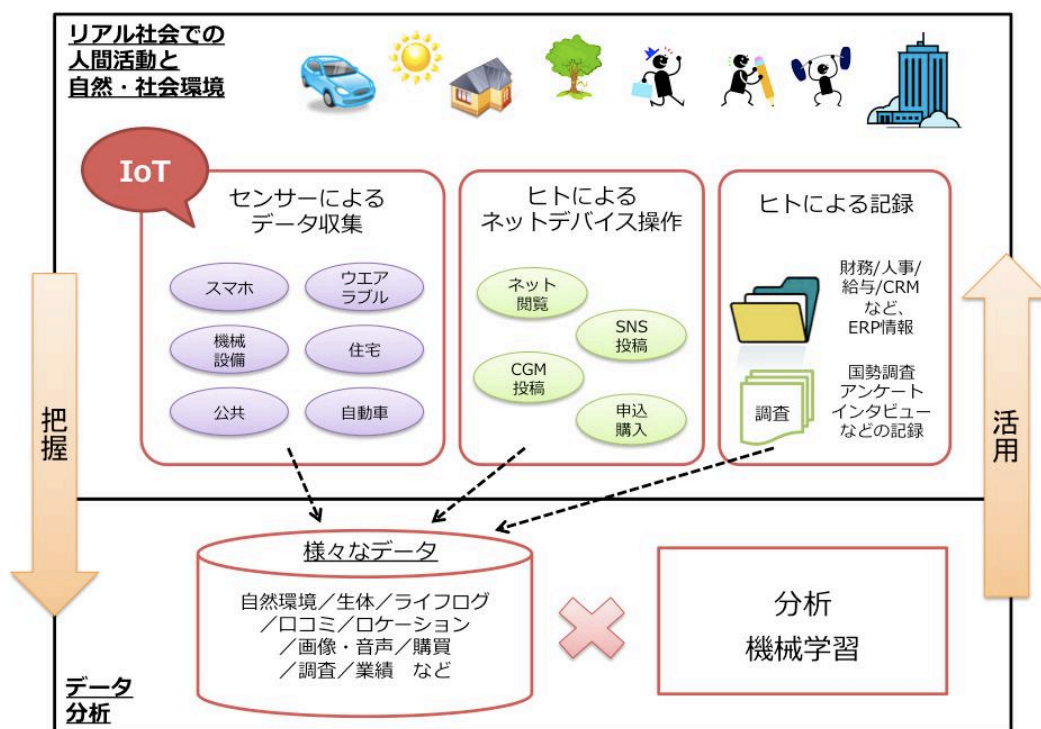 リアル社会での
人間活動と
自然・社会環境
IoT
センサーによる
データ収集
スマホ
ウエア
ラブル
機械
設備
住宅
公共
自動車
ヒトによる
ネットデバイス操作
ネット
閲覧
SNS
投稿
CGM
投稿
申込
購入
ヒトによる記録
財務/人事/
給与/CRM
など、
ERP情報
調査
国勢調査
アンケート
インタビュー
などの記録
把握
活用
様々なデータ
自然環境／生体／ライフログ
／口コミ／ロケーション
／画像・音声／購買
／調査／業績　など
分析
機械学習
データ
分析